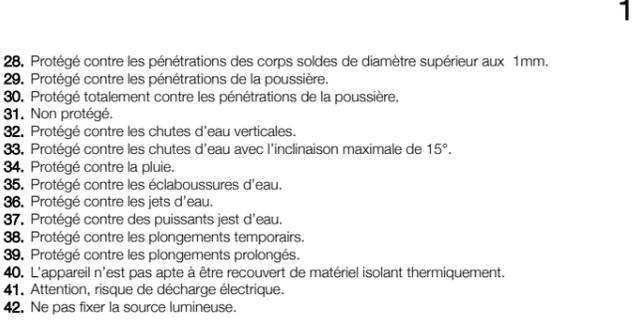 1
28. Protégé contre les pénétrations des corps soldes de diamètre supérieur aux 1mm.
29. Protégé contre les pénétrations de la poussière.
30. Protégé totalement contre les pénétrations de la poussière.
31. Non protégé.
32. Protégé contre les chutes d'eau verticales.
33. Protégé contre les chutes d'eau avec l'inclinaison maximale de 15°.
34. Protégé contre la pluie.
35. Protégé contre les éclaboussures d'eau.
36. Protégé contre les jets d'eau.
37. Protégé contre des puissants jest d'eau.
38. Protégé contre les plongements temporairs.
39. Protégé contre les plongements prolongés.
40. L'appareil n'est pas apte à être recouvert de matériel isolant thermiquement.
41. Attention, risque de décharge électrique.
42. Ne pas fixer la source lumineuse.